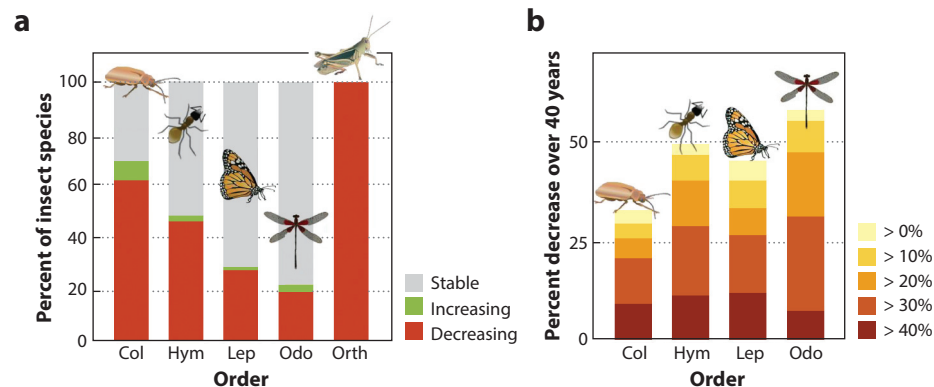 a
Percent of insect species
100
80
60
40
20
0
Col Hym Lep Odo Orth
Order
Stable
Increasing
Decreasing
b
Percent decrease over 40 years
50
25
0
Col Hym Lep Odo
Order
> 0%
> 10%
> 20%
> 30%
> 40%